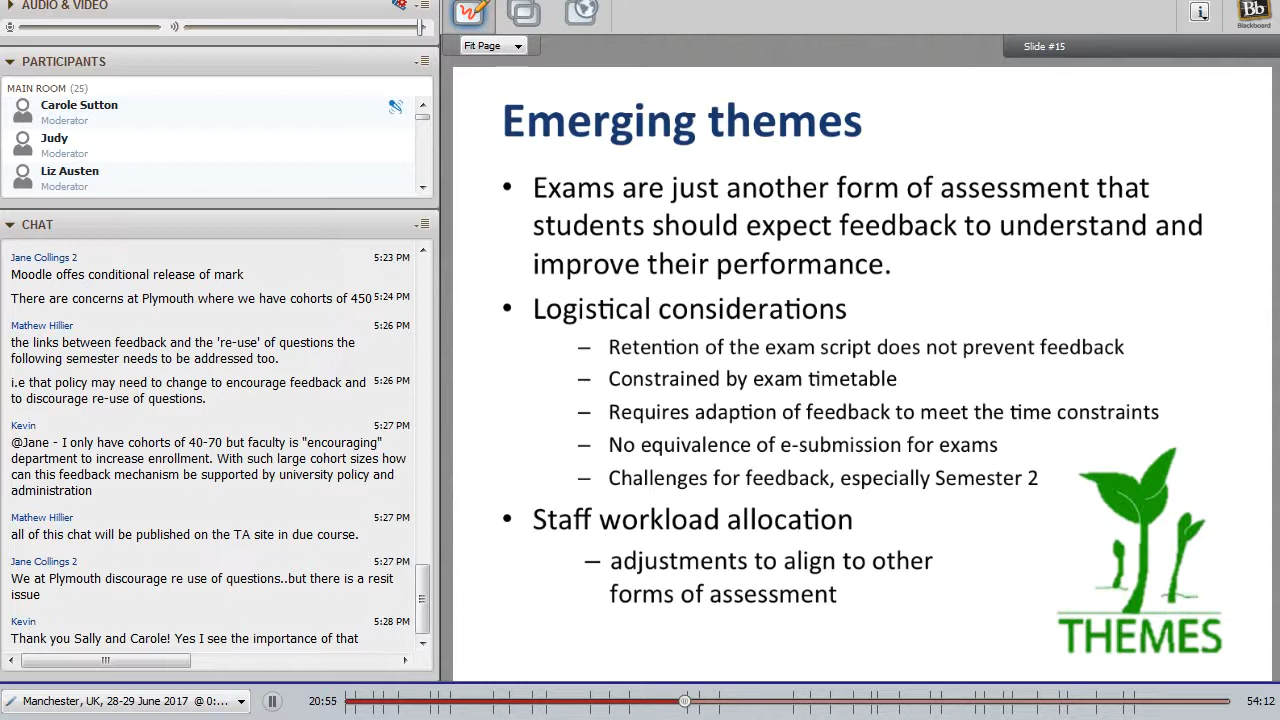 AUDIO & VIDEO
PARTICIPANTS
MAIN ROOM (25)
Carole Sutton
Moderator
Judy
Moderator
Liz Austen
Moderator
CHAT
Jane Collings 2 5:23 PM
Moodle offes conditional release of mark
There are concerns at Plymouth where we have cohorts of 450 5:24 PM
Mathew Hillier 5:26 PM
the links between feedback and the 're-use' of questions the
following semester needs to be addressed too.
i.e that policy may need to change to encourage feedback and 5:26 PM
to discourage re-use of questions.
Kevin 5:27 PM
@Jane - I only have cohorts of 40-70 but faculty is "encouraging"
department to increase enrollment. With such large cohort sizes how
can this feedback mechanism be supported by university policy and
administration
Mathew Hillier 5:27 PM
all of this chat will be published on the TA site in due course.
Jane Collings 2 5:27 PM
We at Plymouth discourage re use of questions..but there is a resit
issue
Kevin 5:28 PM
Thank you Sally and Carole! Yes I see the importance of that
Bb
Blackboard
Fit Page
Slide #15
Emerging themes
• Exams are just another form of assessment that
students should expect feedback to understand and
improve their performance.
• Logistical considerations
– Retention of the exam script does not prevent feedback
– Constrained by exam timetable
– Requires adaption of feedback to meet the time constraints
– No equivalence of e-submission for exams
– Challenges for feedback, especially Semester 2
• Staff workload allocation
– adjustments to align to other
forms of assessment
THEMES
Manchester, UK, 28-29 June 2017 @ 0:...
20:55
54:12